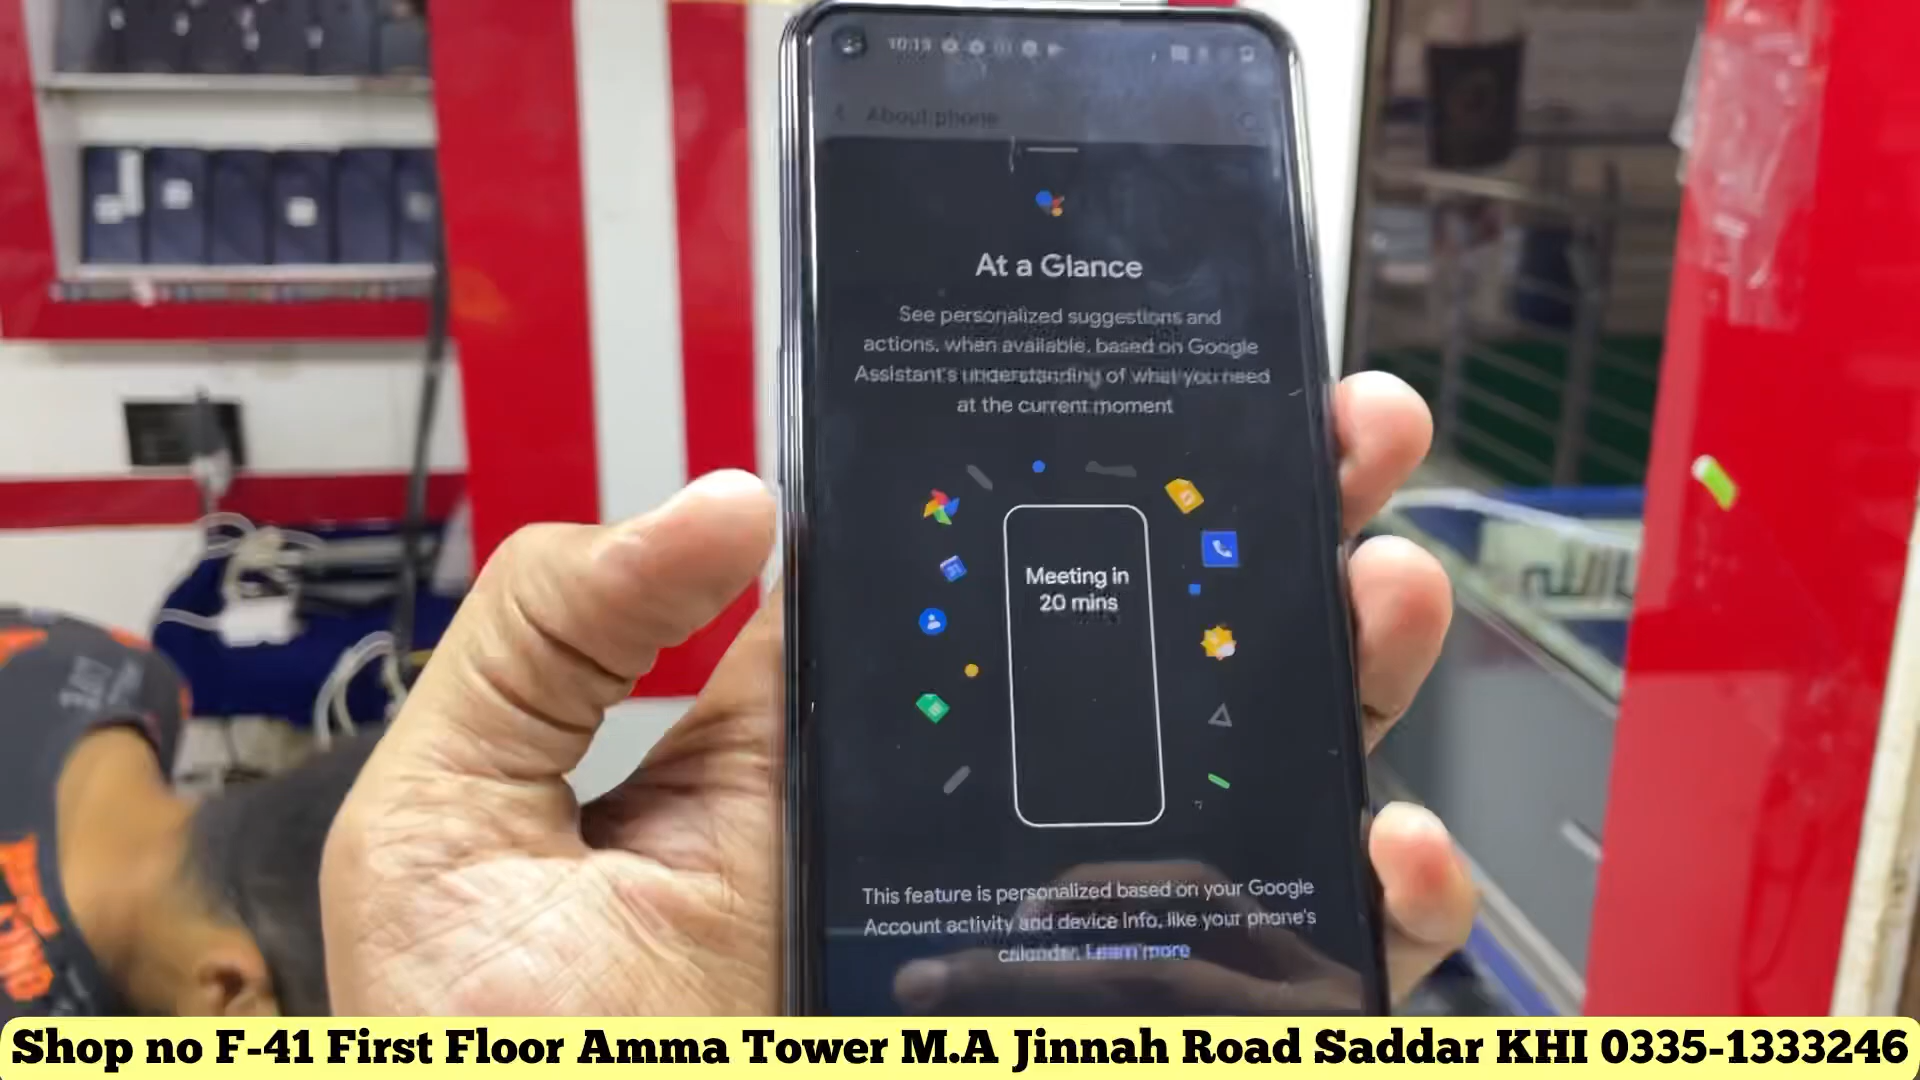 10:13
About phone
At a Glance
See personalized suggestions and
actions, when available, based on Google
Assistant's understanding of what you need
at the current moment
Meeting in
20 mins
This feature is personalized based on your Google
Account activity and device info, like your phone's
calendar. Learn more
Shop no F-41 First Floor Amma Tower M.A Jinnah Road Saddar KHI 0335-1333246